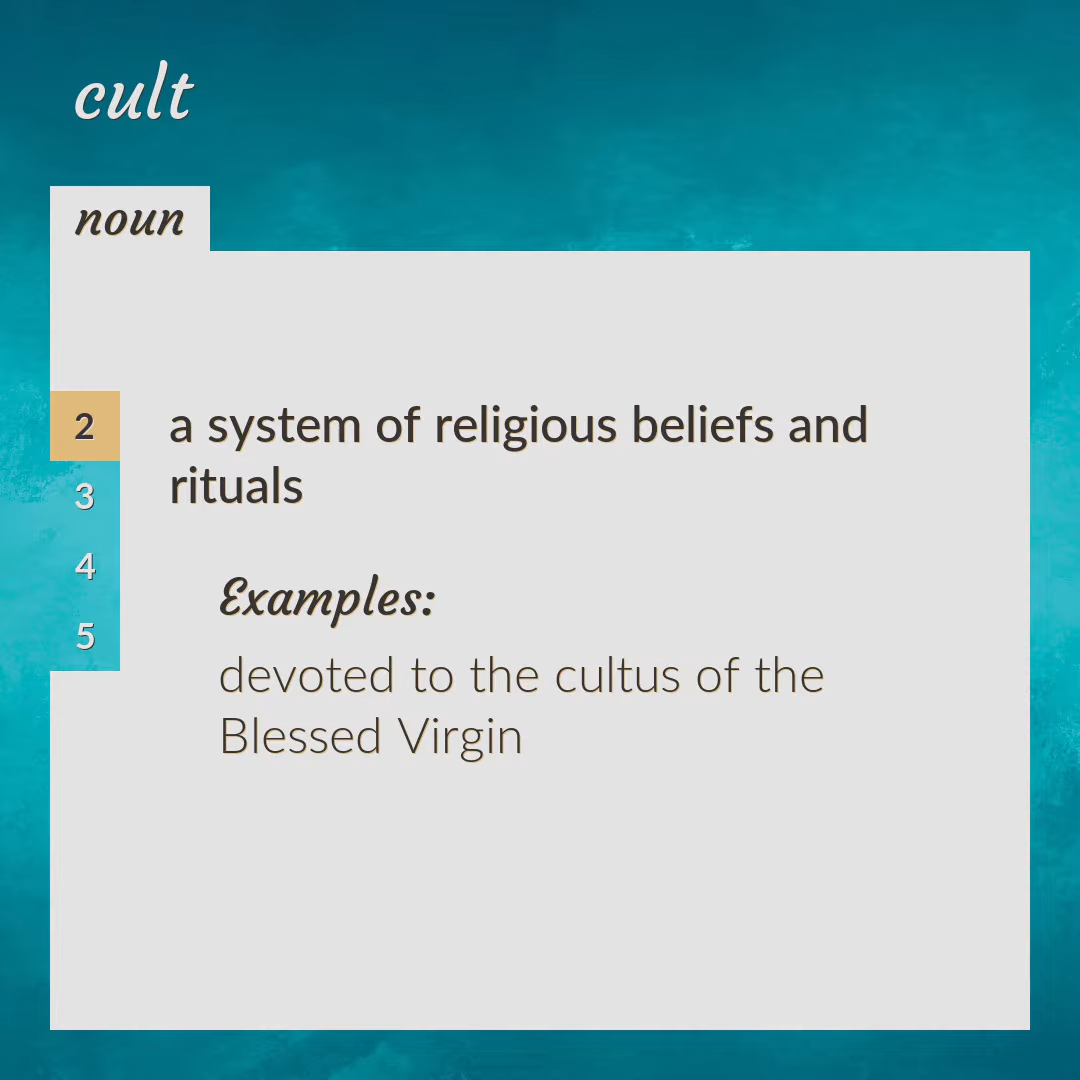 cult
noun
2
a system of religious beliefs and
rituals
3
4
5
Examples:
devoted to the cultus of the
Blessed Virgin